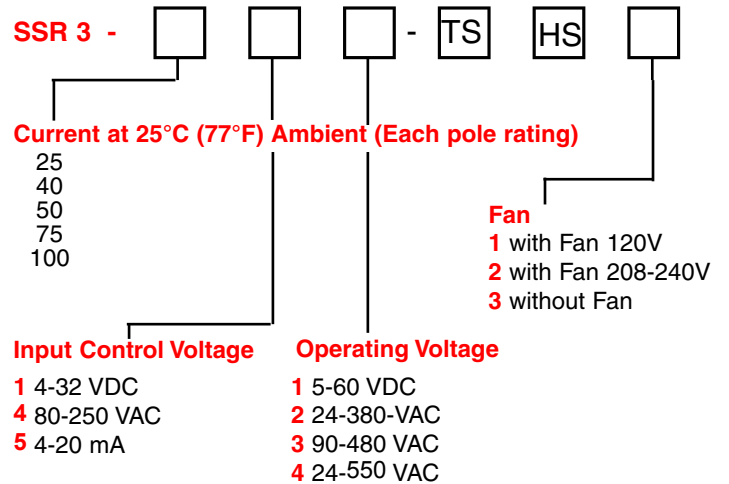 SSR 3 - - TS HS
Current at 25°C (77°F) Ambient (Each pole rating)
25
40
50
75
100
Fan
1 with Fan 120V
2 with Fan 208-240V
3 without Fan
Input Control Voltage
1 4-32 VDC
4 80-250 VAC
5 4-20 mA
Operating Voltage
1 5-60 VDC
2 24-380-VAC
3 90-480 VAC
4 24-550 VAC